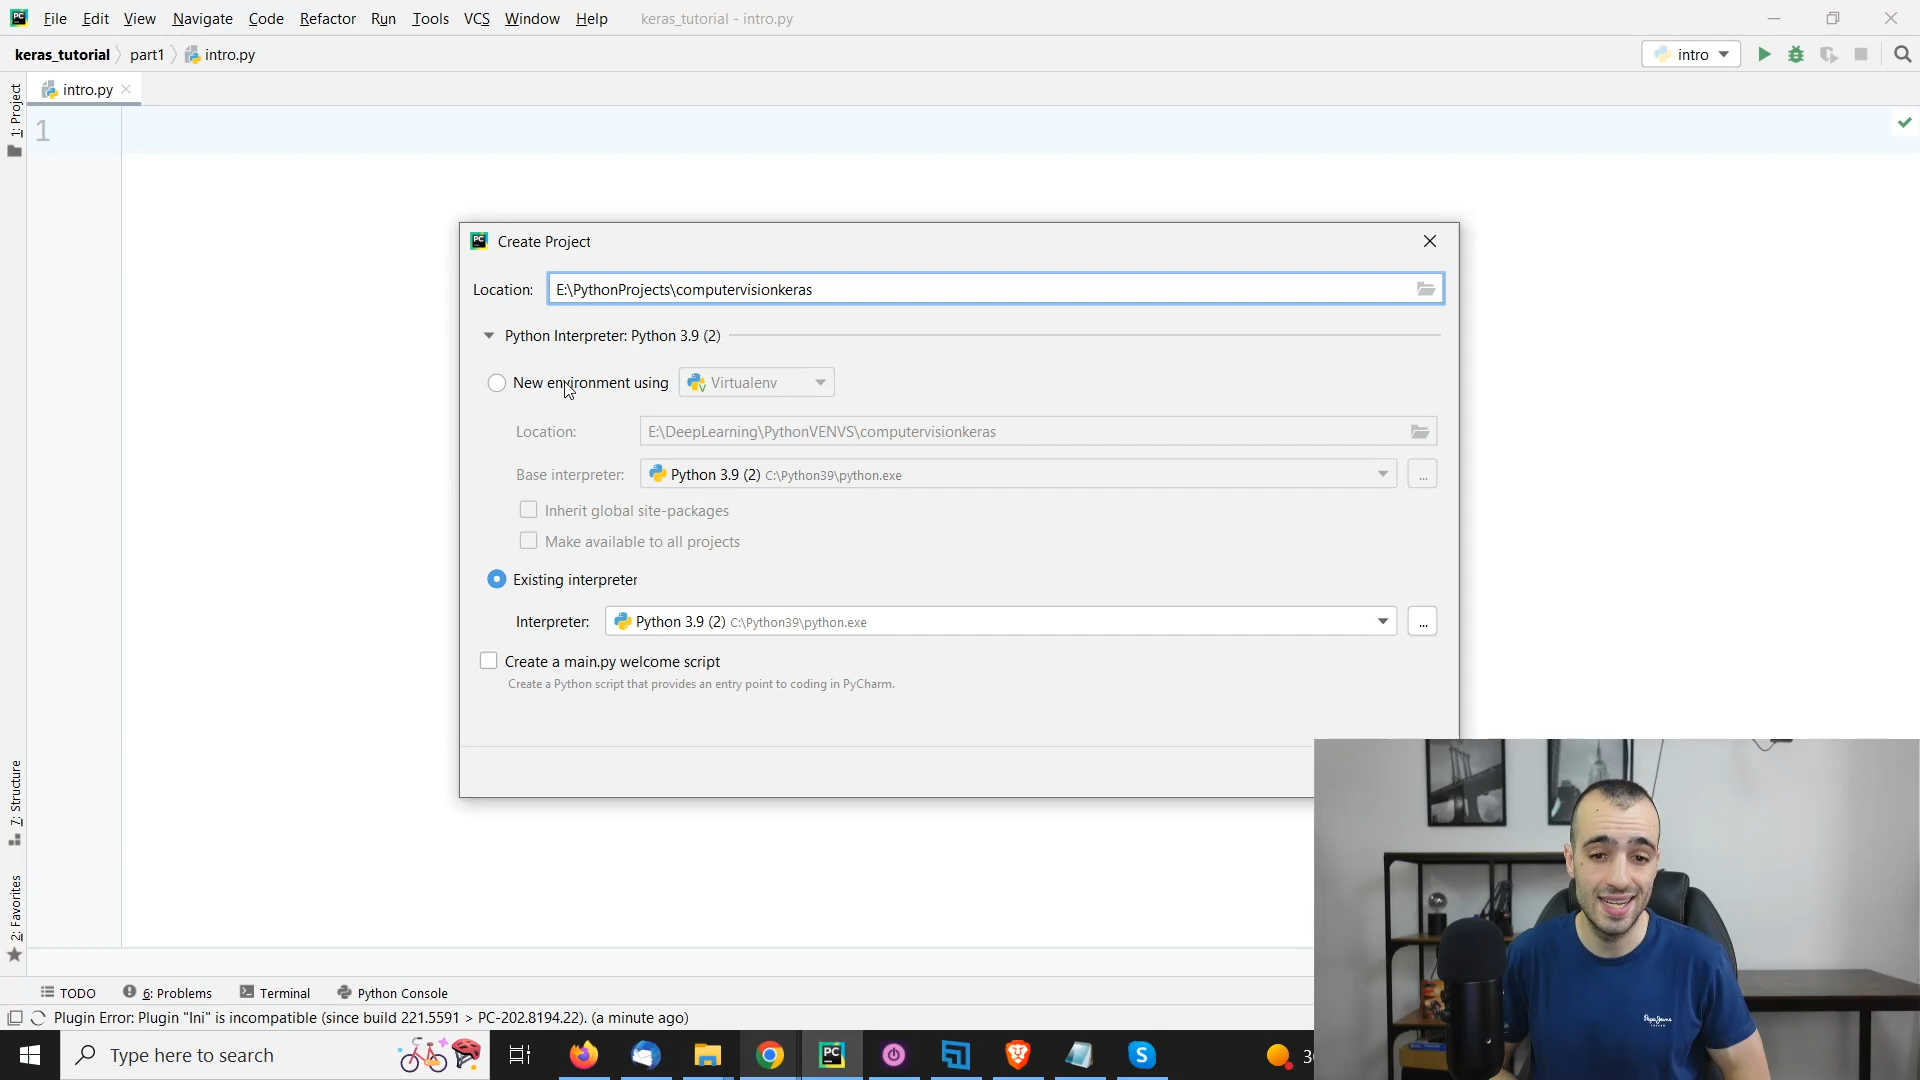 File Edit View Navigate Code Refactor Run Tools VCS Window Help keras_tutorial - intro.py
keras_tutorial part1 intro.py
intro
intro.py
1: Project
1
Create Project
Location: E:\PythonProjects\computervisionkeras
Python Interpreter: Python 3.9 (2)
New environment using Virtualenv
Location: E:\DeepLearning\PythonVENVS\computervisionkeras
Base interpreter: Python 3.9 (2) C:\Python39\python.exe
...
Inherit global site-packages
Make available to all projects
Existing interpreter
Interpreter: Python 3.9 (2) C:\Python39\python.exe
...
Create a main.py welcome script
Create a Python script that provides an entry point to coding in PyCharm.
7: Structure
2: Favorites
TODO 6: Problems Terminal Python Console
Plugin Error: Plugin "Ini" is incompatible (since build 221.5591 > PC-202.8194.22). (a minute ago)
Type here to search
Pepe Jeans